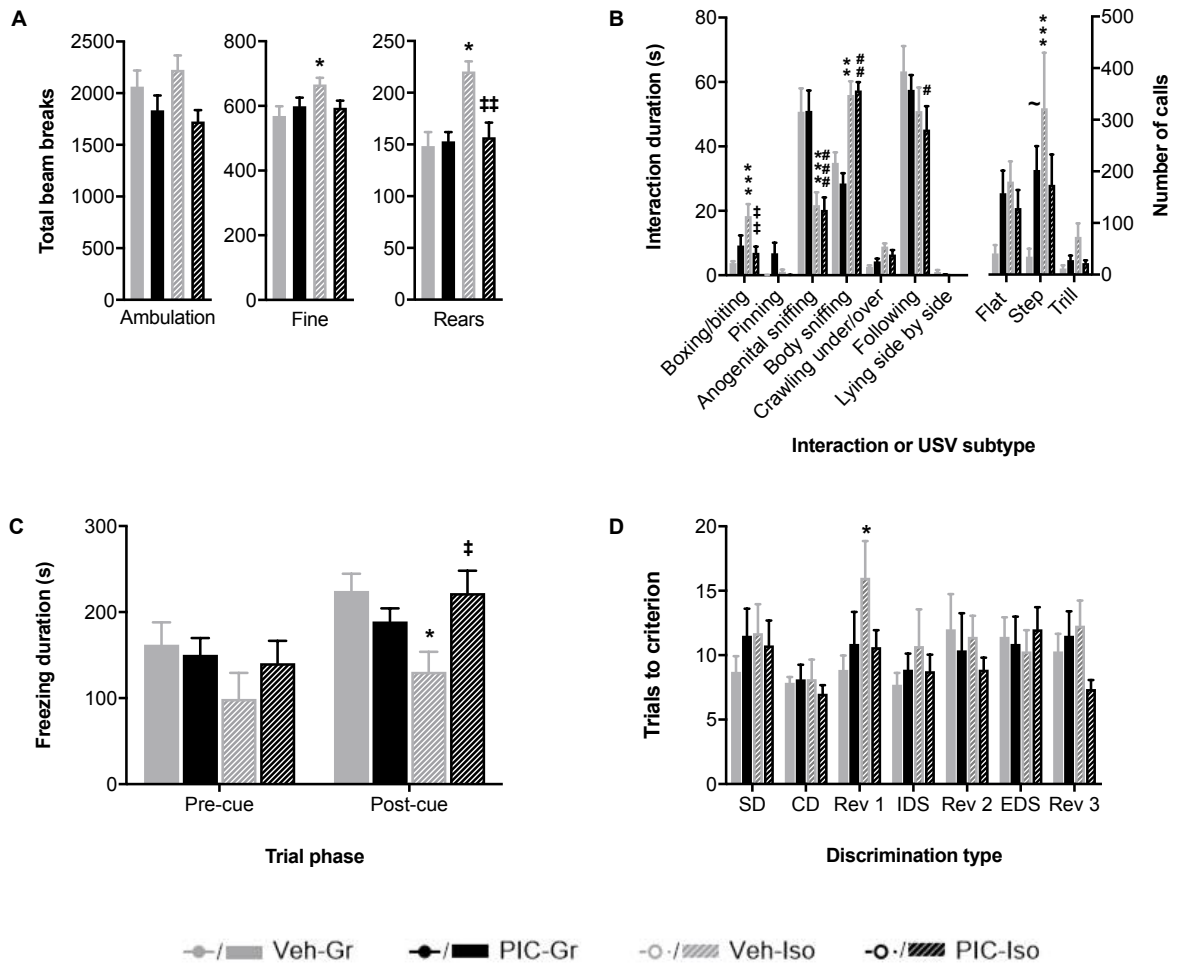 A
Total beam breaks
2500
2000
1500
1000
500
0
Ambulation
800
600
400
200
0
*
Fine
250
200
150
100
50
0
*
‡‡
Rears
B
Interaction duration (s)
80
60
40
20
0
***
‡‡
***
###
**
##
#
~
***
500
400
300
200
100
0
Number of calls
Boxing/biting
Pinning
Anogenital sniffing
Body sniffing
Crawling under/over
Following
Lying side by side
Flat
Step
Trill
Interaction or USV subtype
C
Freezing duration (s)
300
200
100
0
*
‡
Pre-cue Post-cue
Trial phase
D
Trials to criterion
20
15
10
5
0
*
SD CD Rev 1 IDS Rev 2 EDS Rev 3
Discrimination type
/ Veh-Gr / PIC-Gr / Veh-Iso / PIC-Iso